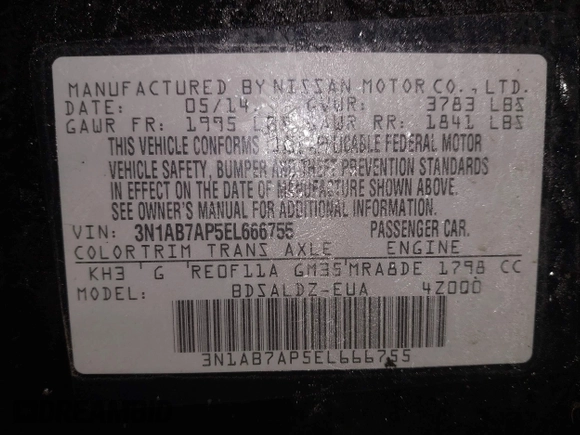 MANUFACTURED BY NISSAN MOTOR CO., LTD.
DATE: 05/14 GVWR: 3783 LBS
GAWR FR: 1995 LBS GAWR RR: 1841 LBS
THIS VEHICLE CONFORMS TO APPLICABLE FEDERAL MOTOR
VEHICLE SAFETY, BUMPER AND THEFT PREVENTION STANDARDS
IN EFFECT ON THE DATE OF MANUFACTURE SHOWN ABOVE.
SEE OWNER'S MANUAL FOR ADDITIONAL INFORMATION.
VIN: 3N1AB7AP5EL666755 PASSENGER CAR.
COLOR TRIM TRANS AXLE ENGINE
KH3 G RE0F11A GM35 MRA8DE 1798 CC
MODEL: BDSALDZ-EUA 4Z000
3N1AB7AP5EL666755